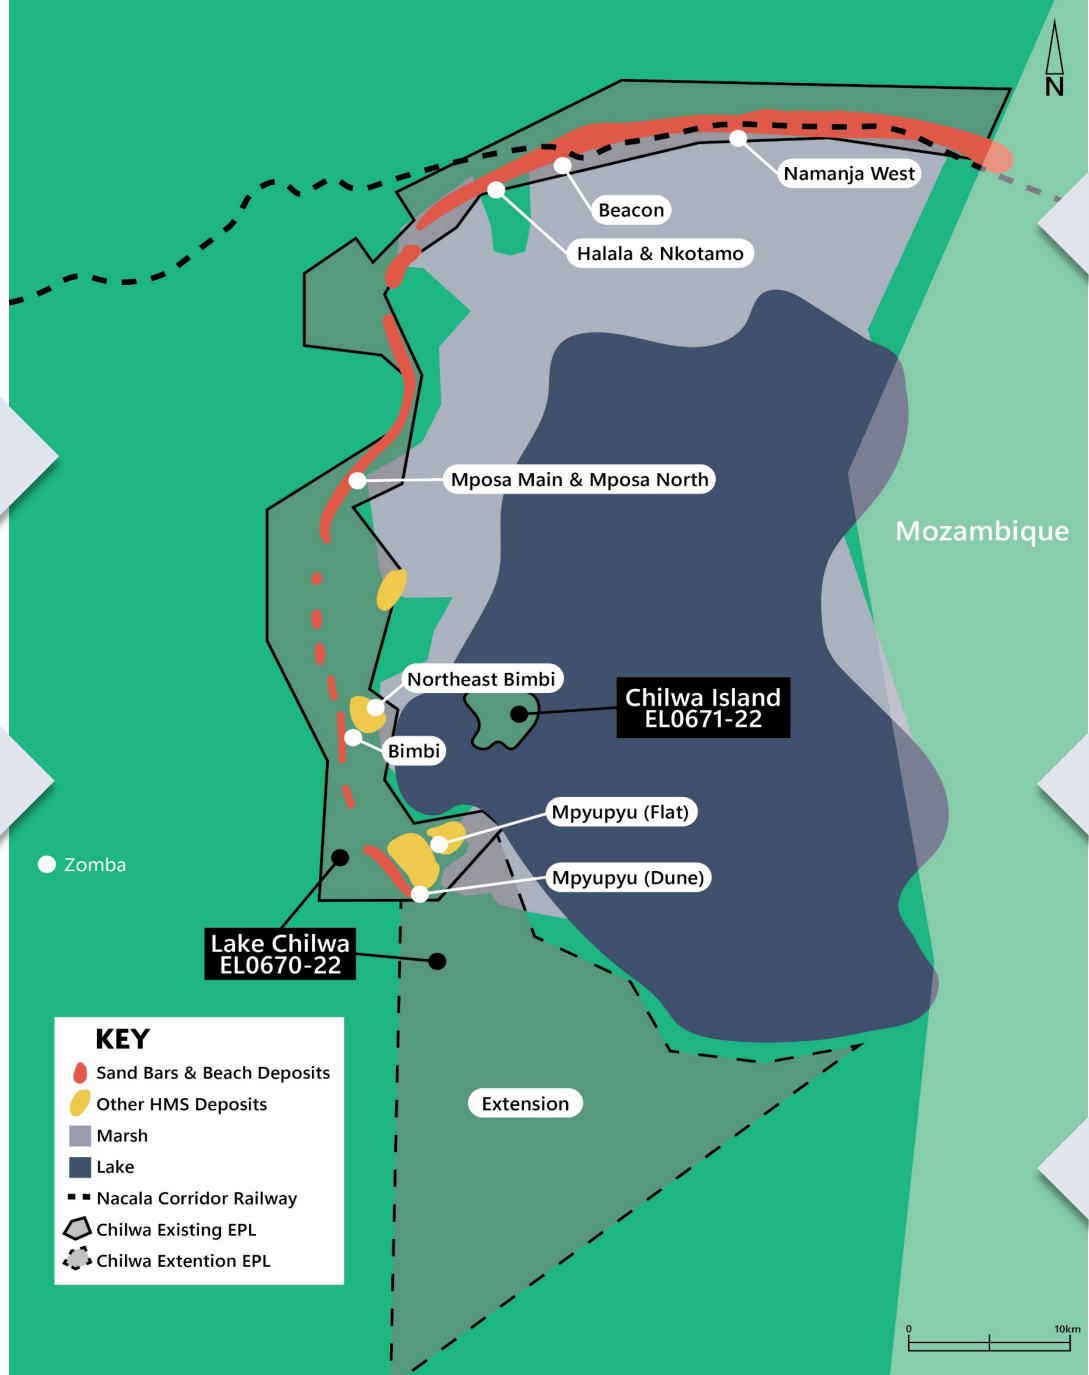 N
Namanja West
Beacon
Halala & Nkotamo
Mposa Main & Mposa North
Mozambique
Northeast Bimbi
Chilwa Island
EL0671-22
Bimbi
Mpyupyu (Flat)
Zomba
Mpyupyu (Dune)
Lake Chilwa
EL0670-22
KEY
Sand Bars & Beach Deposits
Other HMS Deposits
Marsh
Lake
Nacala Corridor Railway
Chilwa Existing EPL
Chilwa Extention EPL
Extension
0 10km